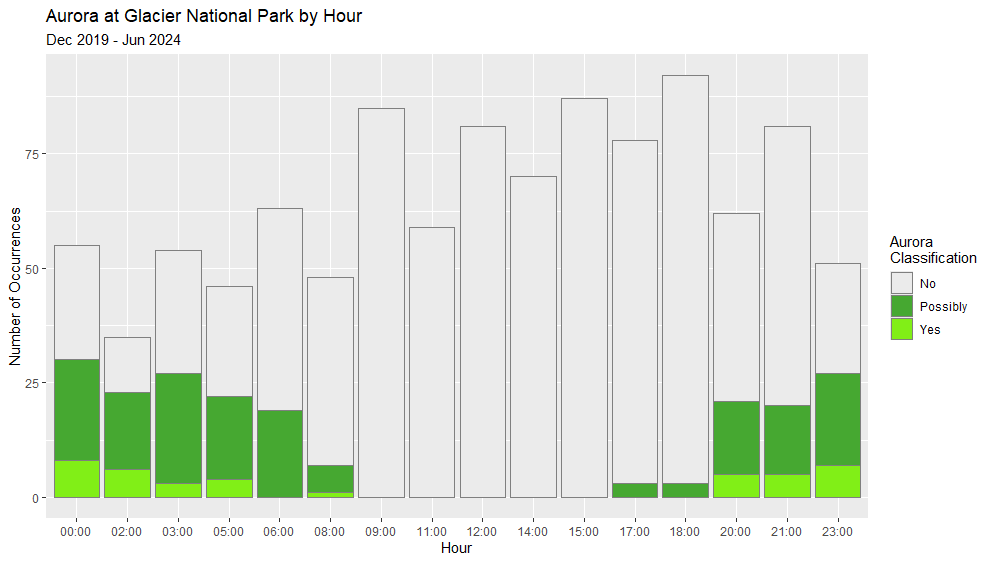 Aurora at Glacier National Park by Hour
Dec 2019 - Jun 2024
Number of Occurrences
75
50
25
0
00:00 02:00 03:00 05:00 06:00 08:00 09:00 11:00 12:00 14:00 15:00 17:00 18:00 20:00 21:00 23:00
Hour
Aurora
Classification
No
Possibly
Yes